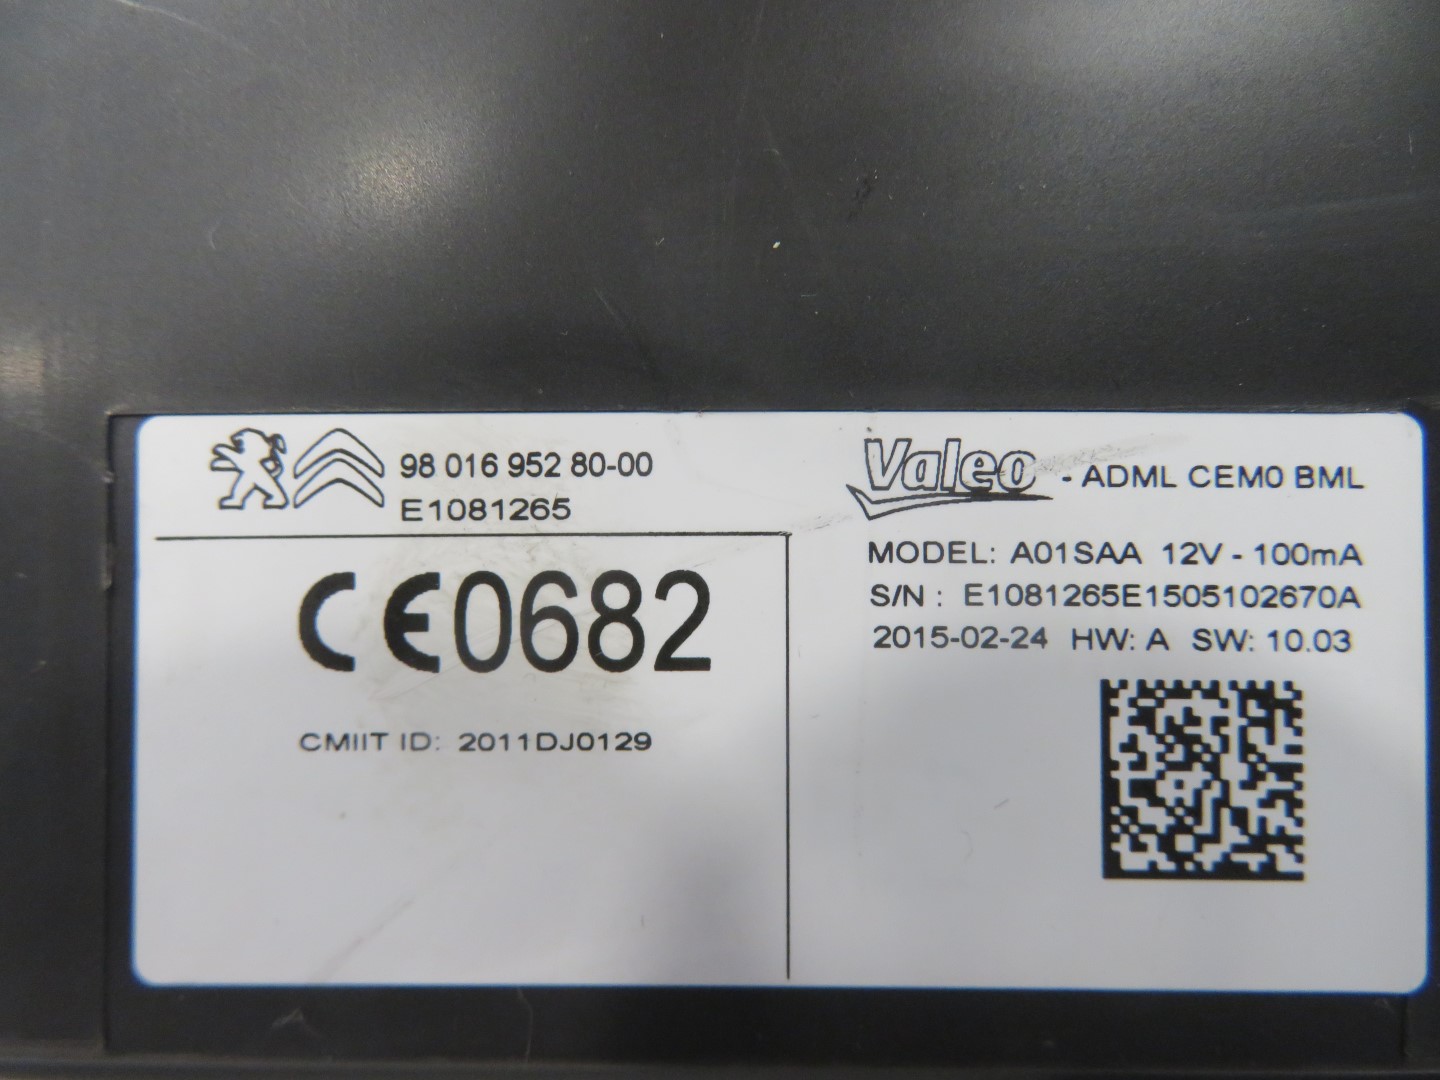 98 016 952 80-00
E1081265
CE0682
CMIIT ID: 2011DJ0129
Valeo - ADML CEM0 BML
MODEL: A01SAA 12V - 100mA
S/N : E1081265E1505102670A
2015-02-24 HW: A SW: 10.03